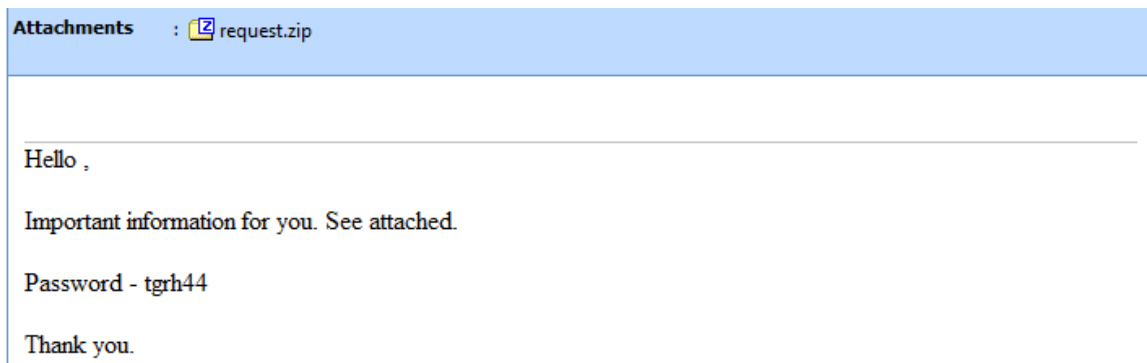 Attachments : request.zip
Hello ,
Important information for you. See attached.
Password - tgrh44
Thank you.